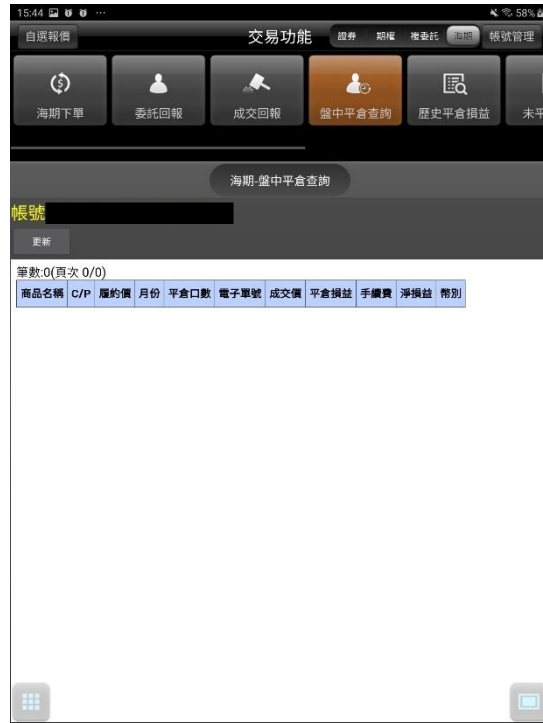 15:44 58%
自選報價 交易功能 證券 期權 複委託 海期 帳號管理
海期下單 委託回報 成交回報 盤中平倉查詢 歷史平倉損益 未平
海期-盤中平倉查詢
帳號
更新
筆數:0(頁次 0/0)
商品名稱 C/P 履約價 月份 平倉口數 電子單號 成交價 平倉損益 手續費 淨損益 幣別